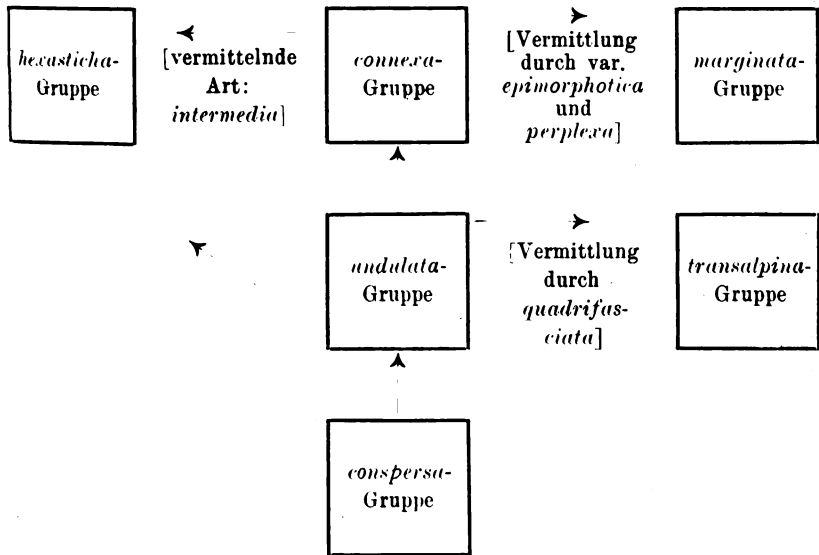 hexasticha-
Gruppe
[vermittelnde
Art:
intermedia]
connexa-
Gruppe
[Vermittlung
durch var.
epimorphotica
und
perplexa]
marginata-
Gruppe
undulata-
Gruppe
[Vermittlung
durch
quadrifas-
ciata]
transalpina-
Gruppe
conspersa-
Gruppe